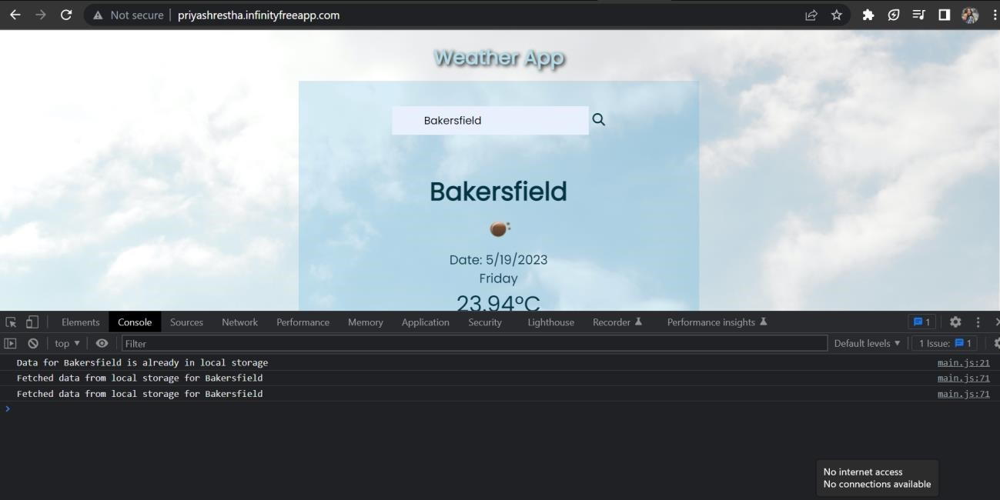 Not secure priyashrestha.infinityfreeapp.com
Weather App
Bakersfield
Bakersfield
Date: 5/19/2023
Friday
23.94°C
Elements Console Sources Network Performance Memory Application Security Lighthouse Recorder Performance insights 1
top Filter Default levels 1 Issue: 1
Data for Bakersfield is already in local storage main.js:21
Fetched data from local storage for Bakersfield main.js:71
Fetched data from local storage for Bakersfield main.js:71
No internet access
No connections available